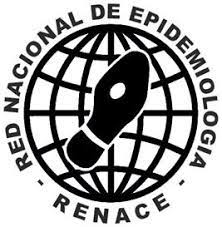 - RED NACIONAL DE EPIDEMIOLOGIA -
RENACE